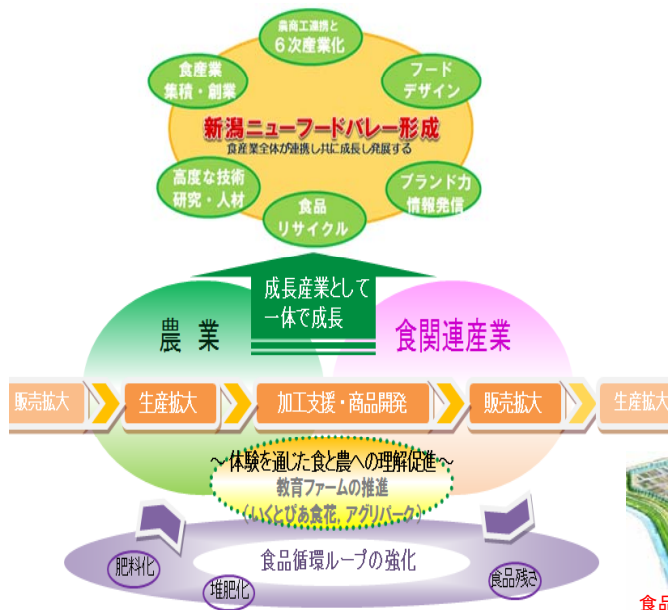 農商工連携と
6次産業化
食産業
集積・創業
フード
デザイン
新潟ニューフードバレー形成
食産業全体が連携し共に成長し発展する
高度な技術
研究・人材
ブランド力
情報発信
食品
リサイクル
成長産業として
一体で成長
農業
食関連産業
販売拡大
生産拡大
加工支援・商品開発
販売拡大
生産拡大
～体験を通じた食と農への理解促進～
教育ファームの推進
(いくとぴあ食花，アグリパーク)
食品循環ループの強化
肥料化
堆肥化
食品残さ
食品